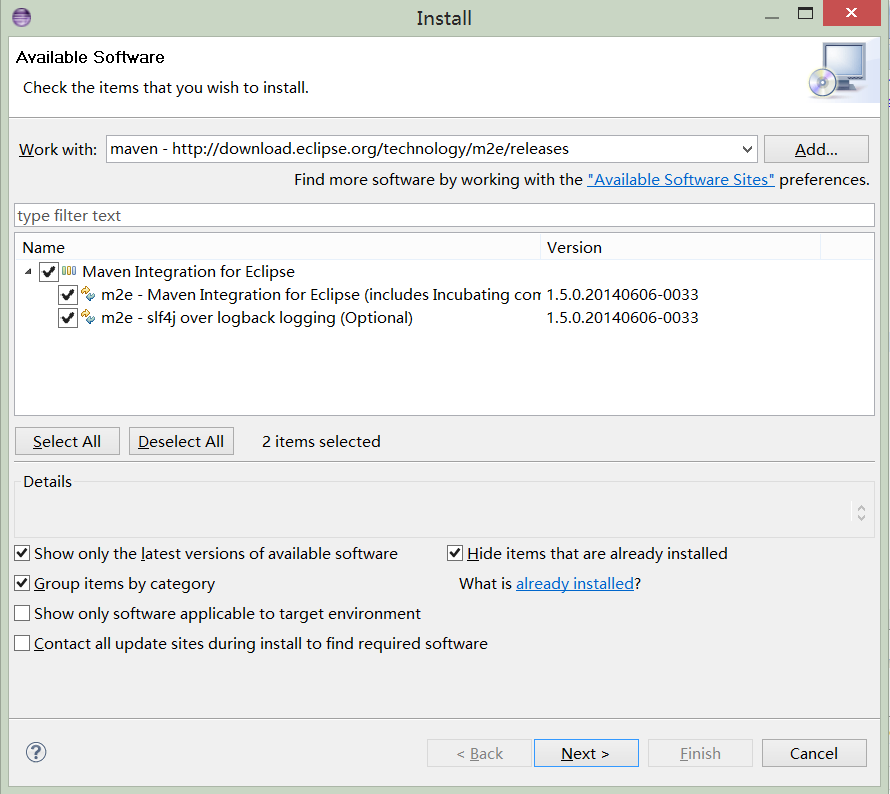 Install
Available Software
Check the items that you wish to install.
Work with: maven - http://download.eclipse.org/technology/m2e/releases Add...
Find more software by working with the "Available Software Sites" preferences.
type filter text
Name Version
Maven Integration for Eclipse
m2e - Maven Integration for Eclipse (includes Incubating com 1.5.0.20140606-0033
m2e - slf4j over logback logging (Optional) 1.5.0.20140606-0033
Select All Deselect All 2 items selected
Details
Show only the latest versions of available software Hide items that are already installed
Group items by category What is already installed?
Show only software applicable to target environment
Contact all update sites during install to find required software
? < Back Next > Finish Cancel